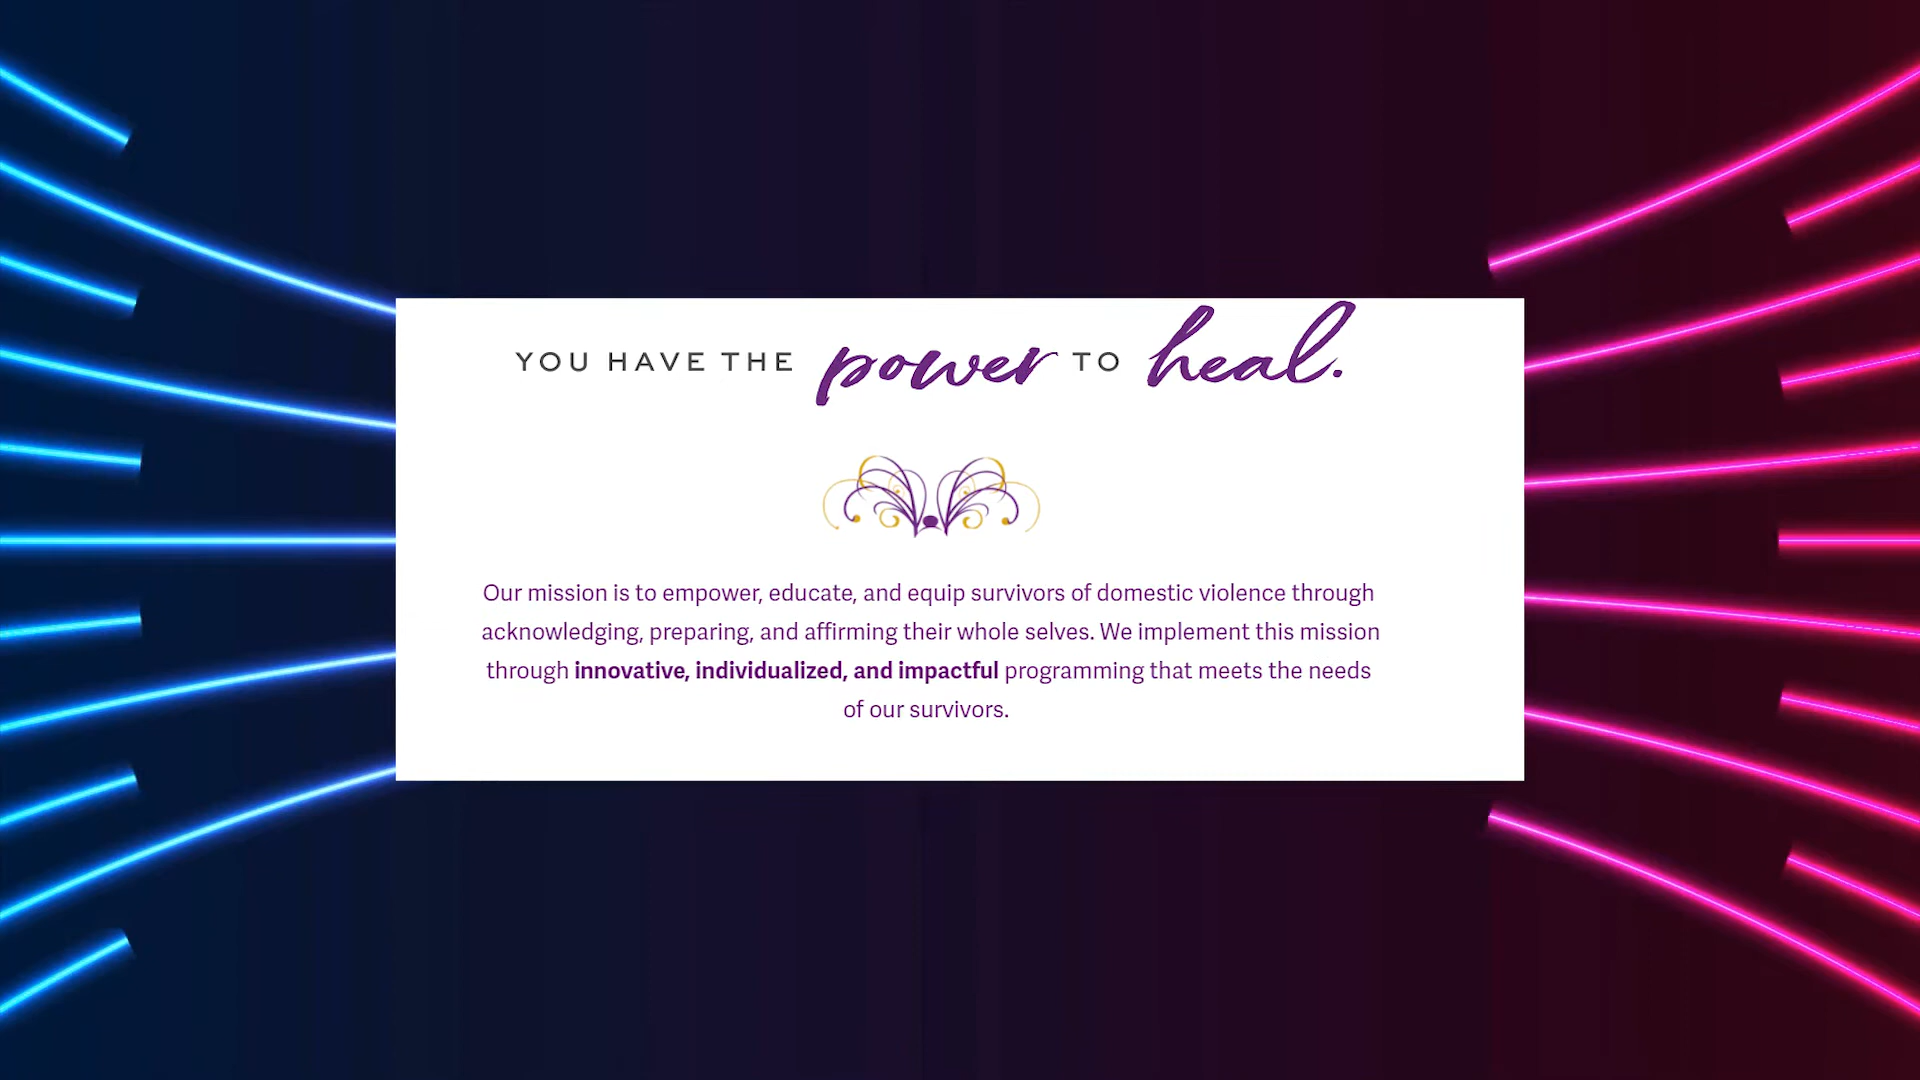 YOU HAVE THE power TO heal.
Our mission is to empower, educate, and equip survivors of domestic violence through
acknowledging, preparing, and affirming their whole selves. We implement this mission
through innovative, individualized, and impactful programming that meets the needs
of our survivors.